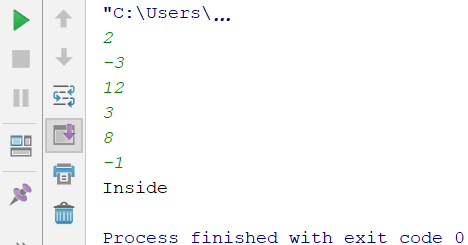 "C:\Users\...
2
-3
12
3
8
-1
Inside
Process finished with exit code 0